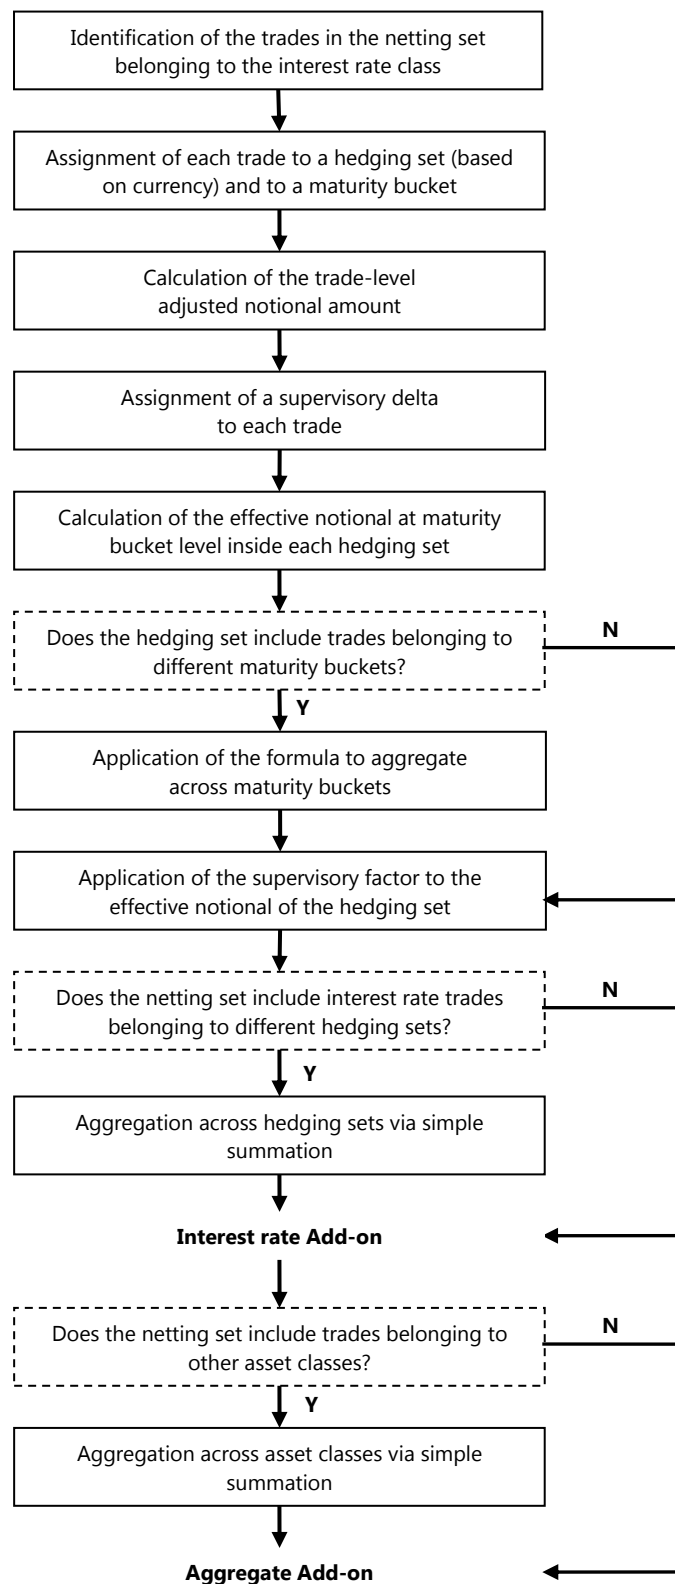 Identification of the trades in the netting set
belonging to the interest rate class
Assignment of each trade to a hedging set (based
on currency) and to a maturity bucket
Calculation of the trade-level
adjusted notional amount
Assignment of a supervisory delta
to each trade
Calculation of the effective notional at maturity
bucket level inside each hedging set
Does the hedging set include trades belonging to
different maturity buckets?
N
Y
Application of the formula to aggregate
across maturity buckets
Application of the supervisory factor to the
effective notional of the hedging set
Does the netting set include interest rate trades
belonging to different hedging sets?
N
Y
Aggregation across hedging sets via simple
summation
Interest rate Add-on
Does the netting set include trades belonging to
other asset classes?
N
Y
Aggregation across asset classes via simple
summation
Aggregate Add-on